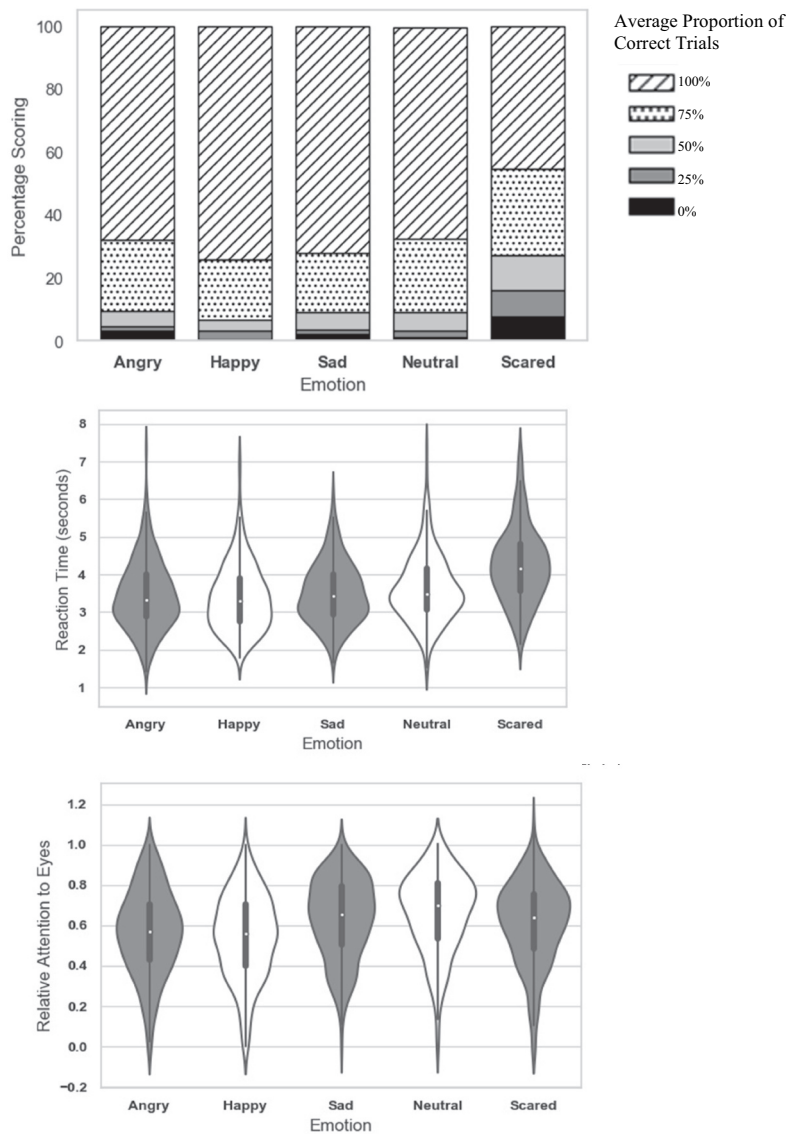 Average Proportion of
Correct Trials
100%
75%
50%
25%
0%
Percentage Scoring
100
80
60
40
20
0
Angry Happy Sad Neutral Scared
Emotion
Reaction Time (seconds)
8
7
6
5
4
3
2
1
Angry Happy Sad Neutral Scared
Emotion
Relative Attention to Eyes
1.2
1.0
0.8
0.6
0.4
0.2
0.0
−0.2
Angry Happy Sad Neutral Scared
Emotion